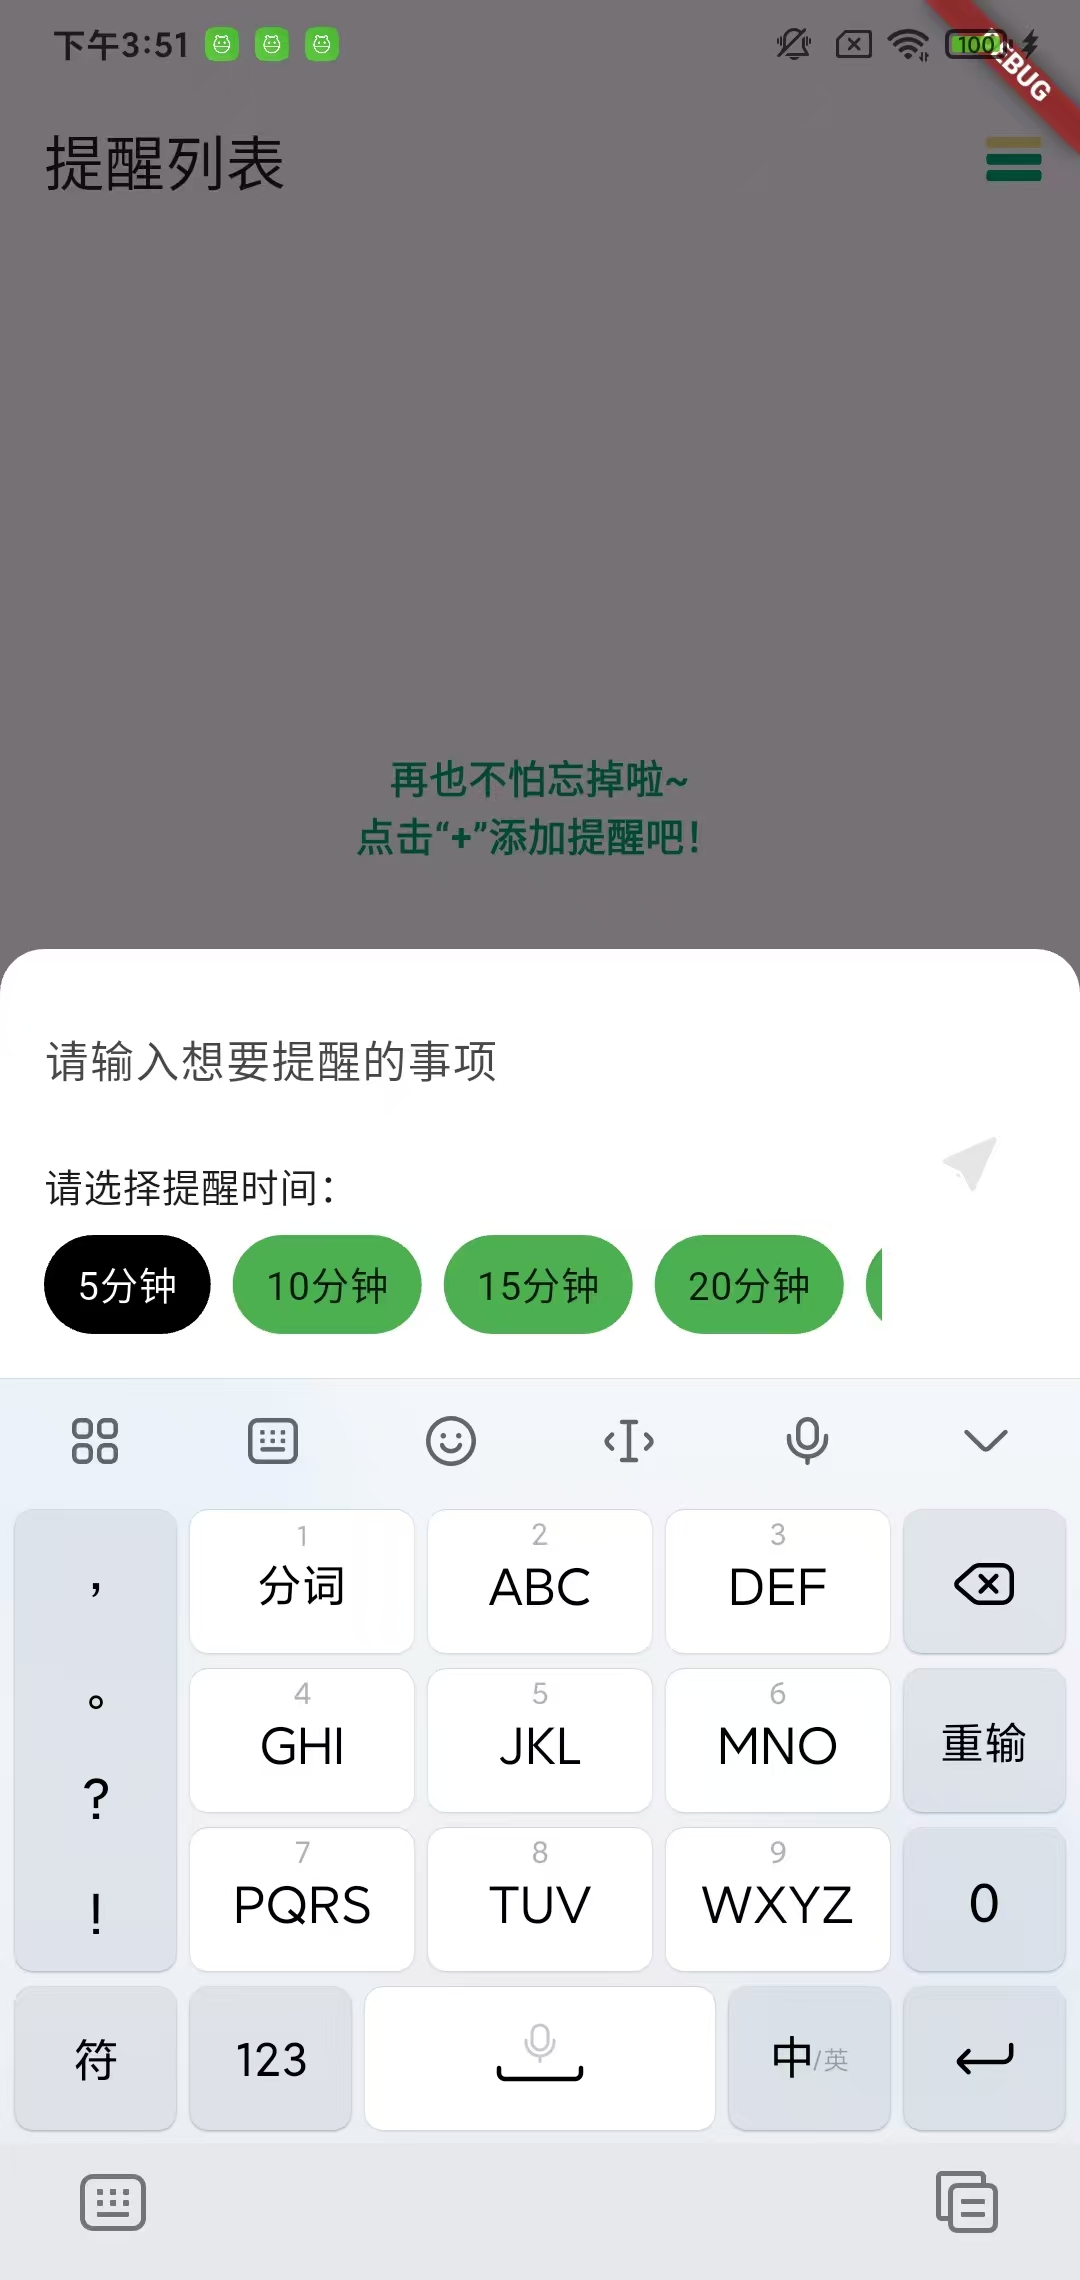 下午3:51
100
DEBUG
提醒列表
再也不怕忘掉啦~
点击“+”添加提醒吧！
请输入想要提醒的事项
请选择提醒时间：
5分钟 10分钟 15分钟 20分钟
， 1 2 3
分词 ABC DEF
。 4 5 6
GHI JKL MNO 重输
？ 7 8 9
！ PQRS TUV WXYZ 0
符 123 中/英